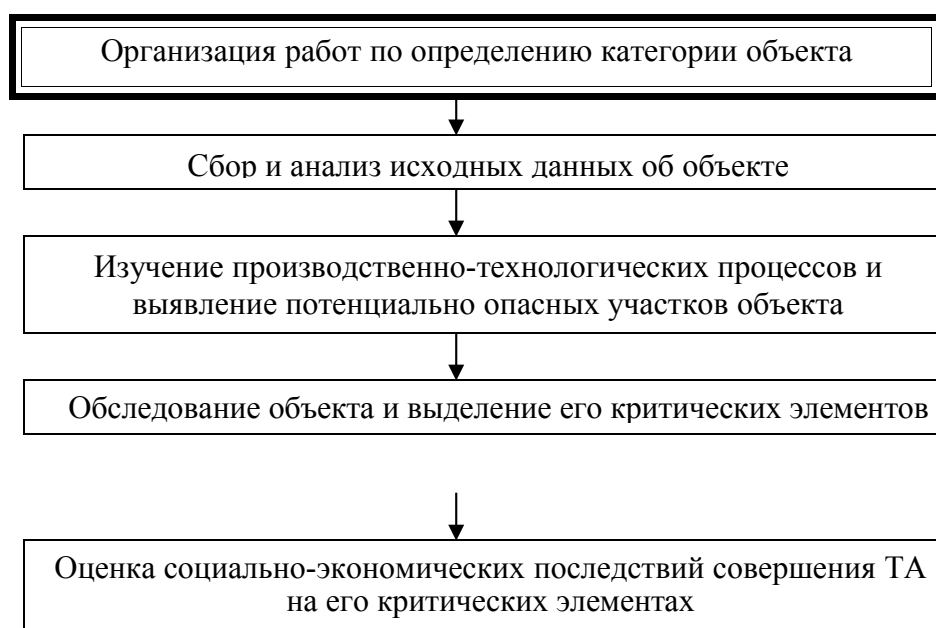 Организация работ по определению категории объекта
Сбор и анализ исходных данных об объекте
Изучение производственно-технологических процессов и
выявление потенциально опасных участков объекта
Обследование объекта и выделение его критических элементов
Оценка социально-экономических последствий совершения ТА
на его критических элементах